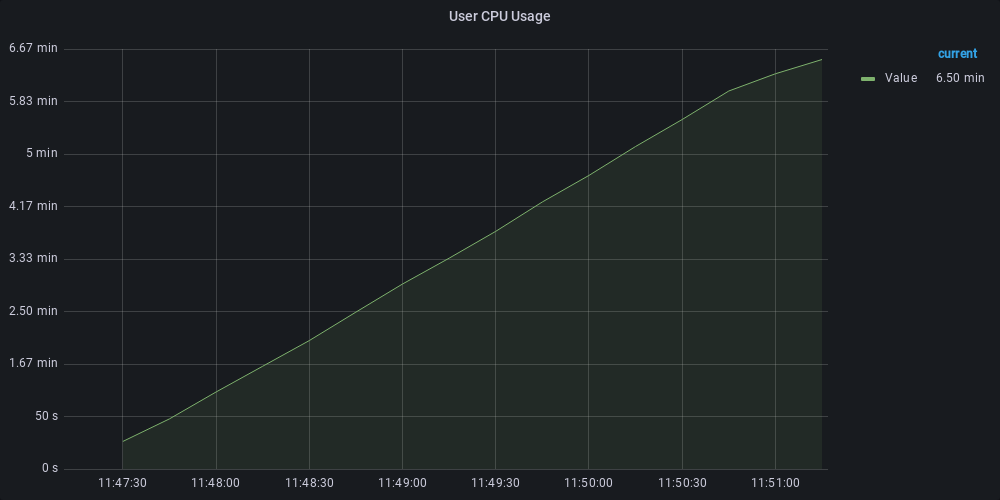 User CPU Usage
6.67 min
5.83 min
5 min
4.17 min
3.33 min
2.50 min
1.67 min
50 s
0 s
11:47:30 11:48:00 11:48:30 11:49:00 11:49:30 11:50:00 11:50:30 11:51:00
current
Value 6.50 min